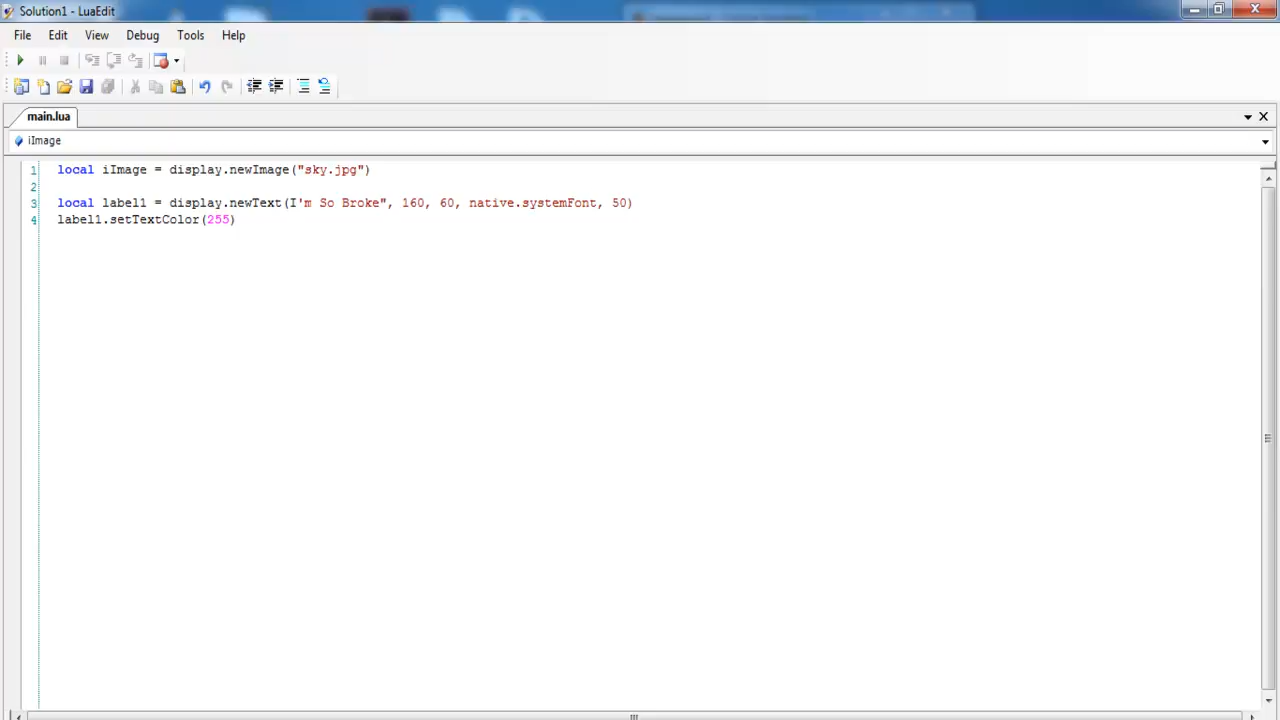 Solution1 - LuaEdit
File Edit View Debug Tools Help
main.lua
iImage
1 local iImage = display.newImage("sky.jpg")
2
3 local label1 = display.newText(I'm So Broke", 160, 60, native.systemFont, 50)
4 label1.setTextColor(255)